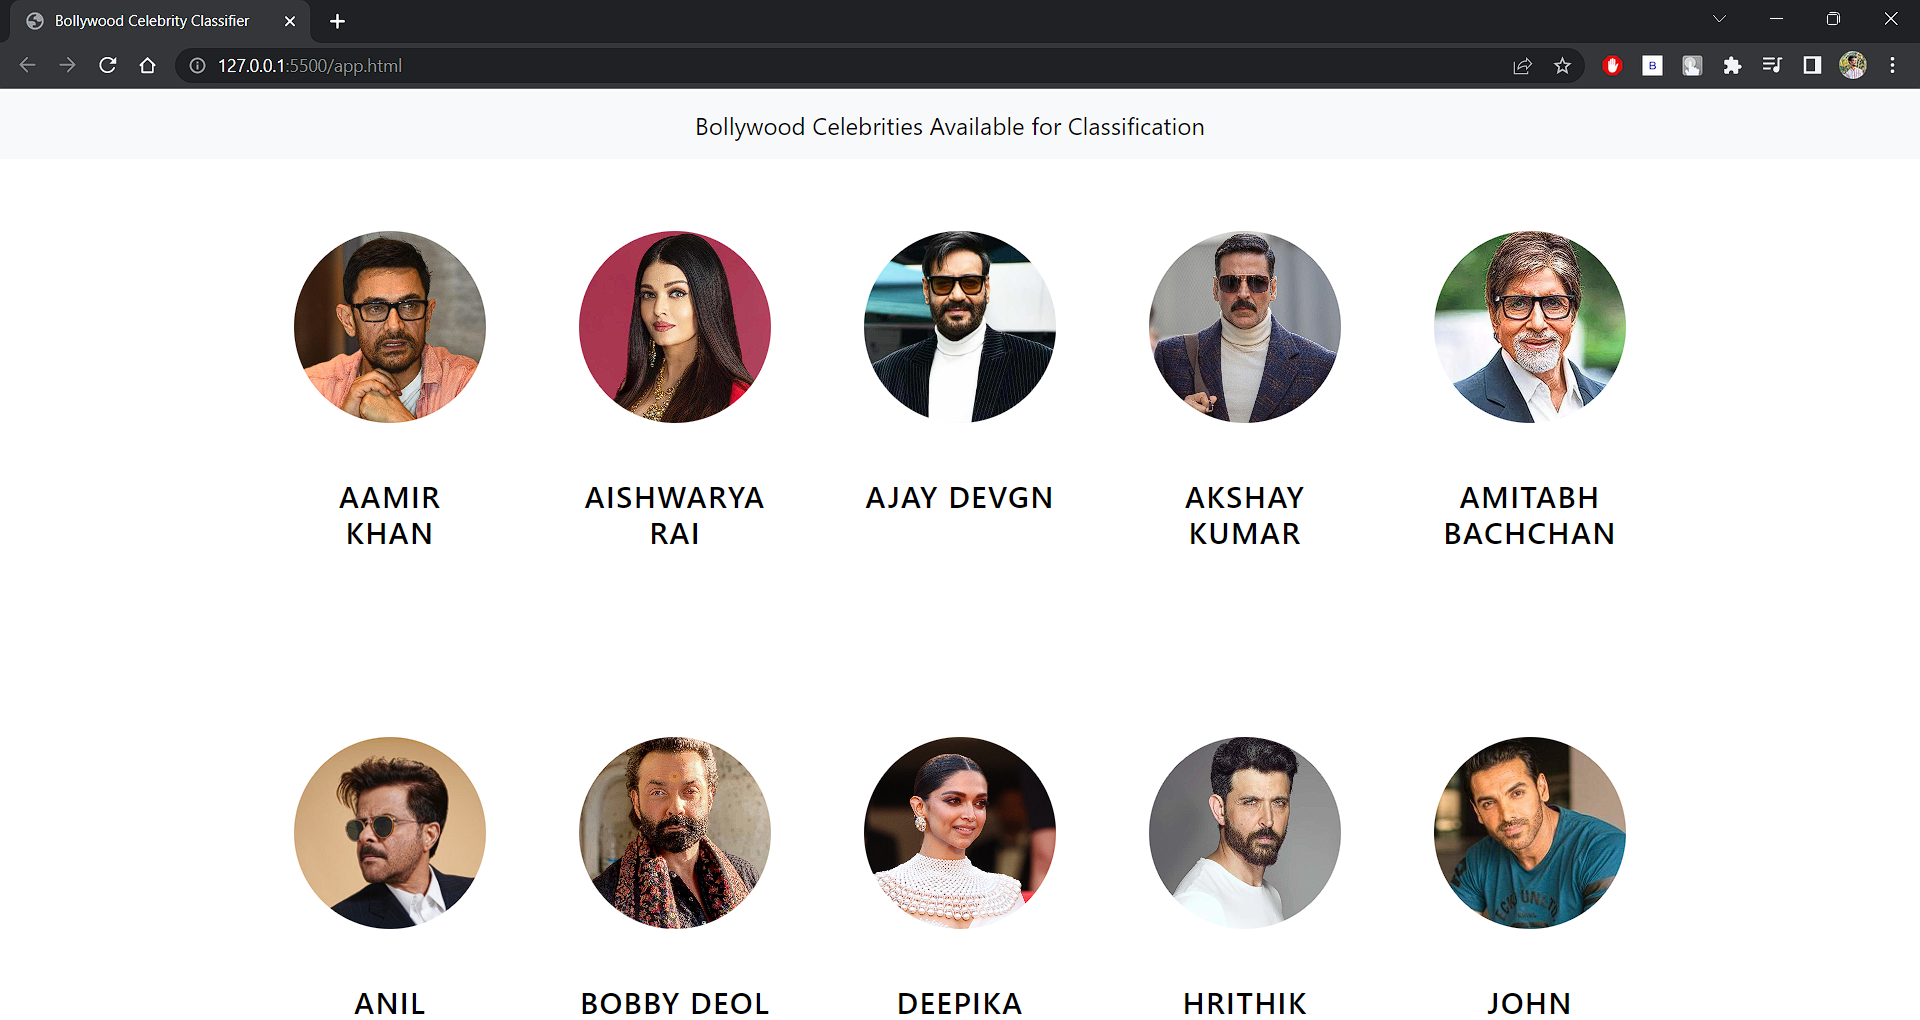 Bollywood Celebrity Classifier
127.0.0.1:5500/app.html
B
Bollywood Celebrities Available for Classification
AAMIR
KHAN
AISHWARYA
RAI
AJAY DEVGN
AKSHAY
KUMAR
AMITABH
BACHCHAN
ANIL
BOBBY DEOL
DEEPIKA
HRITHIK
JOHN